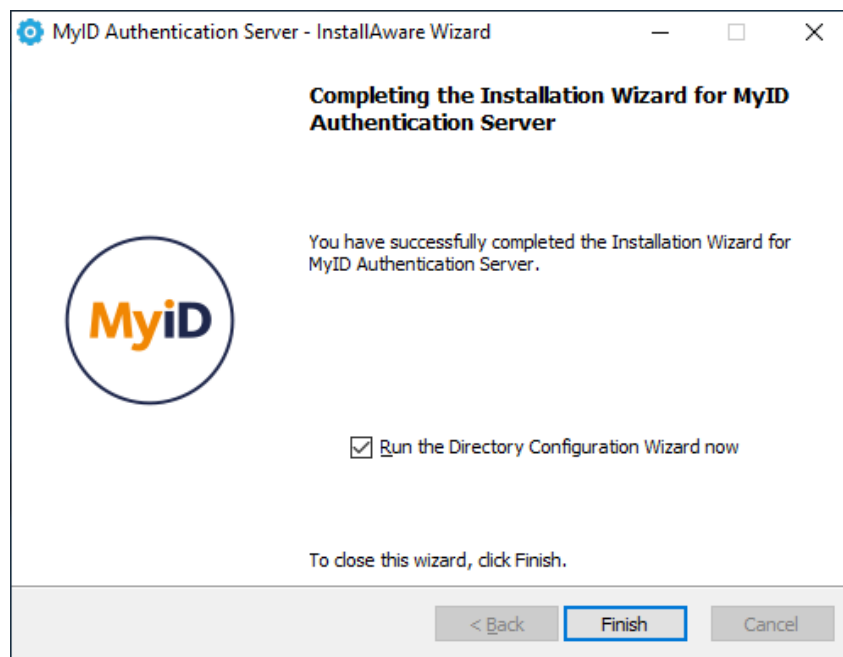 MyID Authentication Server - InstallAware Wizard
Completing the Installation Wizard for MyID
Authentication Server
You have successfully completed the Installation Wizard for
MyID Authentication Server.
MyiD
Run the Directory Configuration Wizard now
To close this wizard, click Finish.
< Back
Finish
Cancel